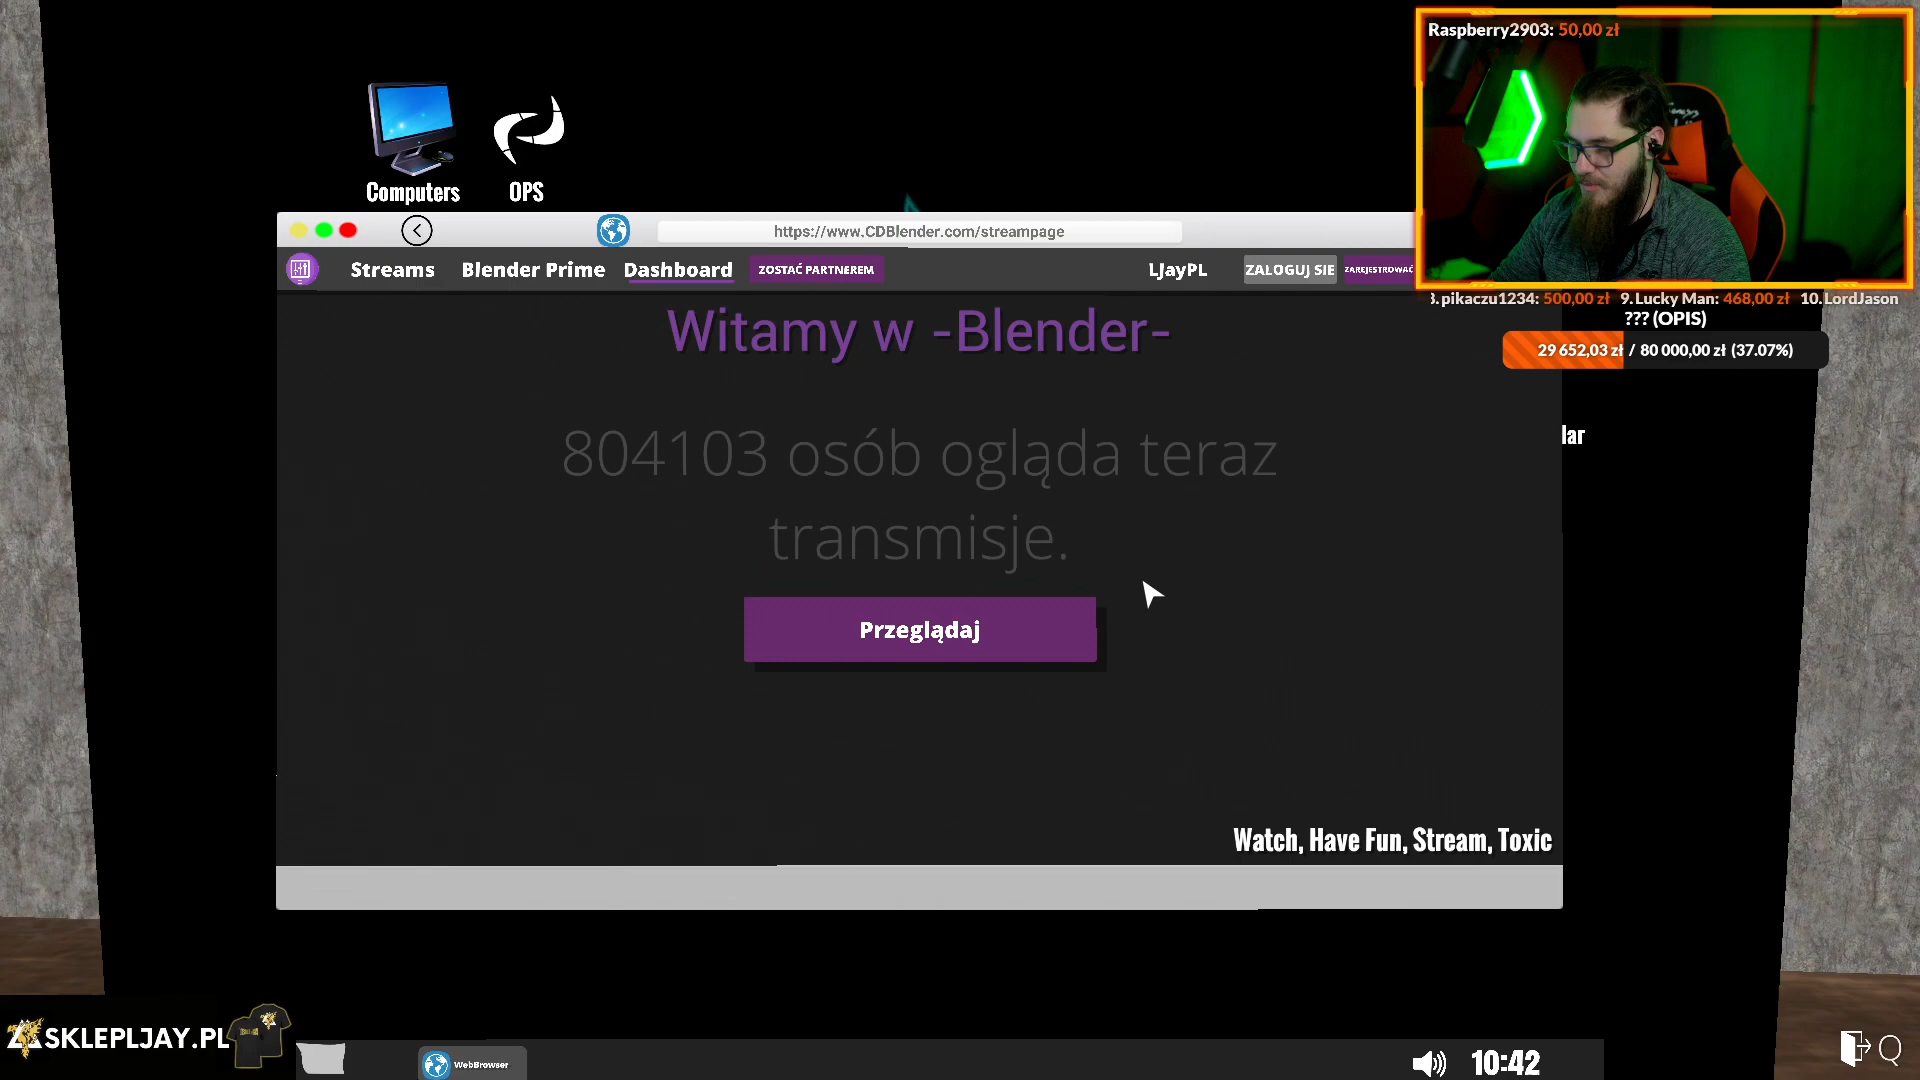 Raspberry2903: 50,00 zł
Computers
OPS
https://www.CDBlender.com/streampage
Streams
Blender Prime
Dashboard
ZOSTAĆ PARTNEREM
LJayPL
ZALOGUJ SIE
ZAREJESTROWAĆ
.pikaczu1234: 500,00 zł 9.Lucky Man: 468,00 zł 10.LordJason
??? (OPIS)
29 652,03 zł / 80 000,00 zł (37.07%)
Witamy w -Blender-
lar
804103 osób ogląda teraz
transmisje.
Przeglądaj
Watch, Have Fun, Stream, Toxic
SKLEPLJAY.PL
WebBrowser
10:42
Q